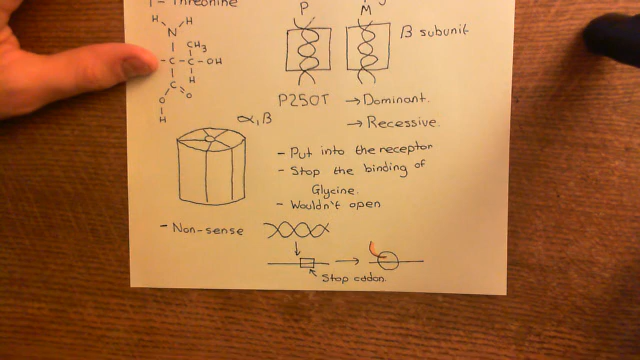 T - Threonine
P
M
β subunit
H H
N
CH3
- C - C - OH
H
C
O O
H
P250T → Dominant.
→ Recessive.
α1β
- Put into the receptor
- Stop the binding of
Glycine.
- Wouldn't open
- Non-sense
Stop codon.